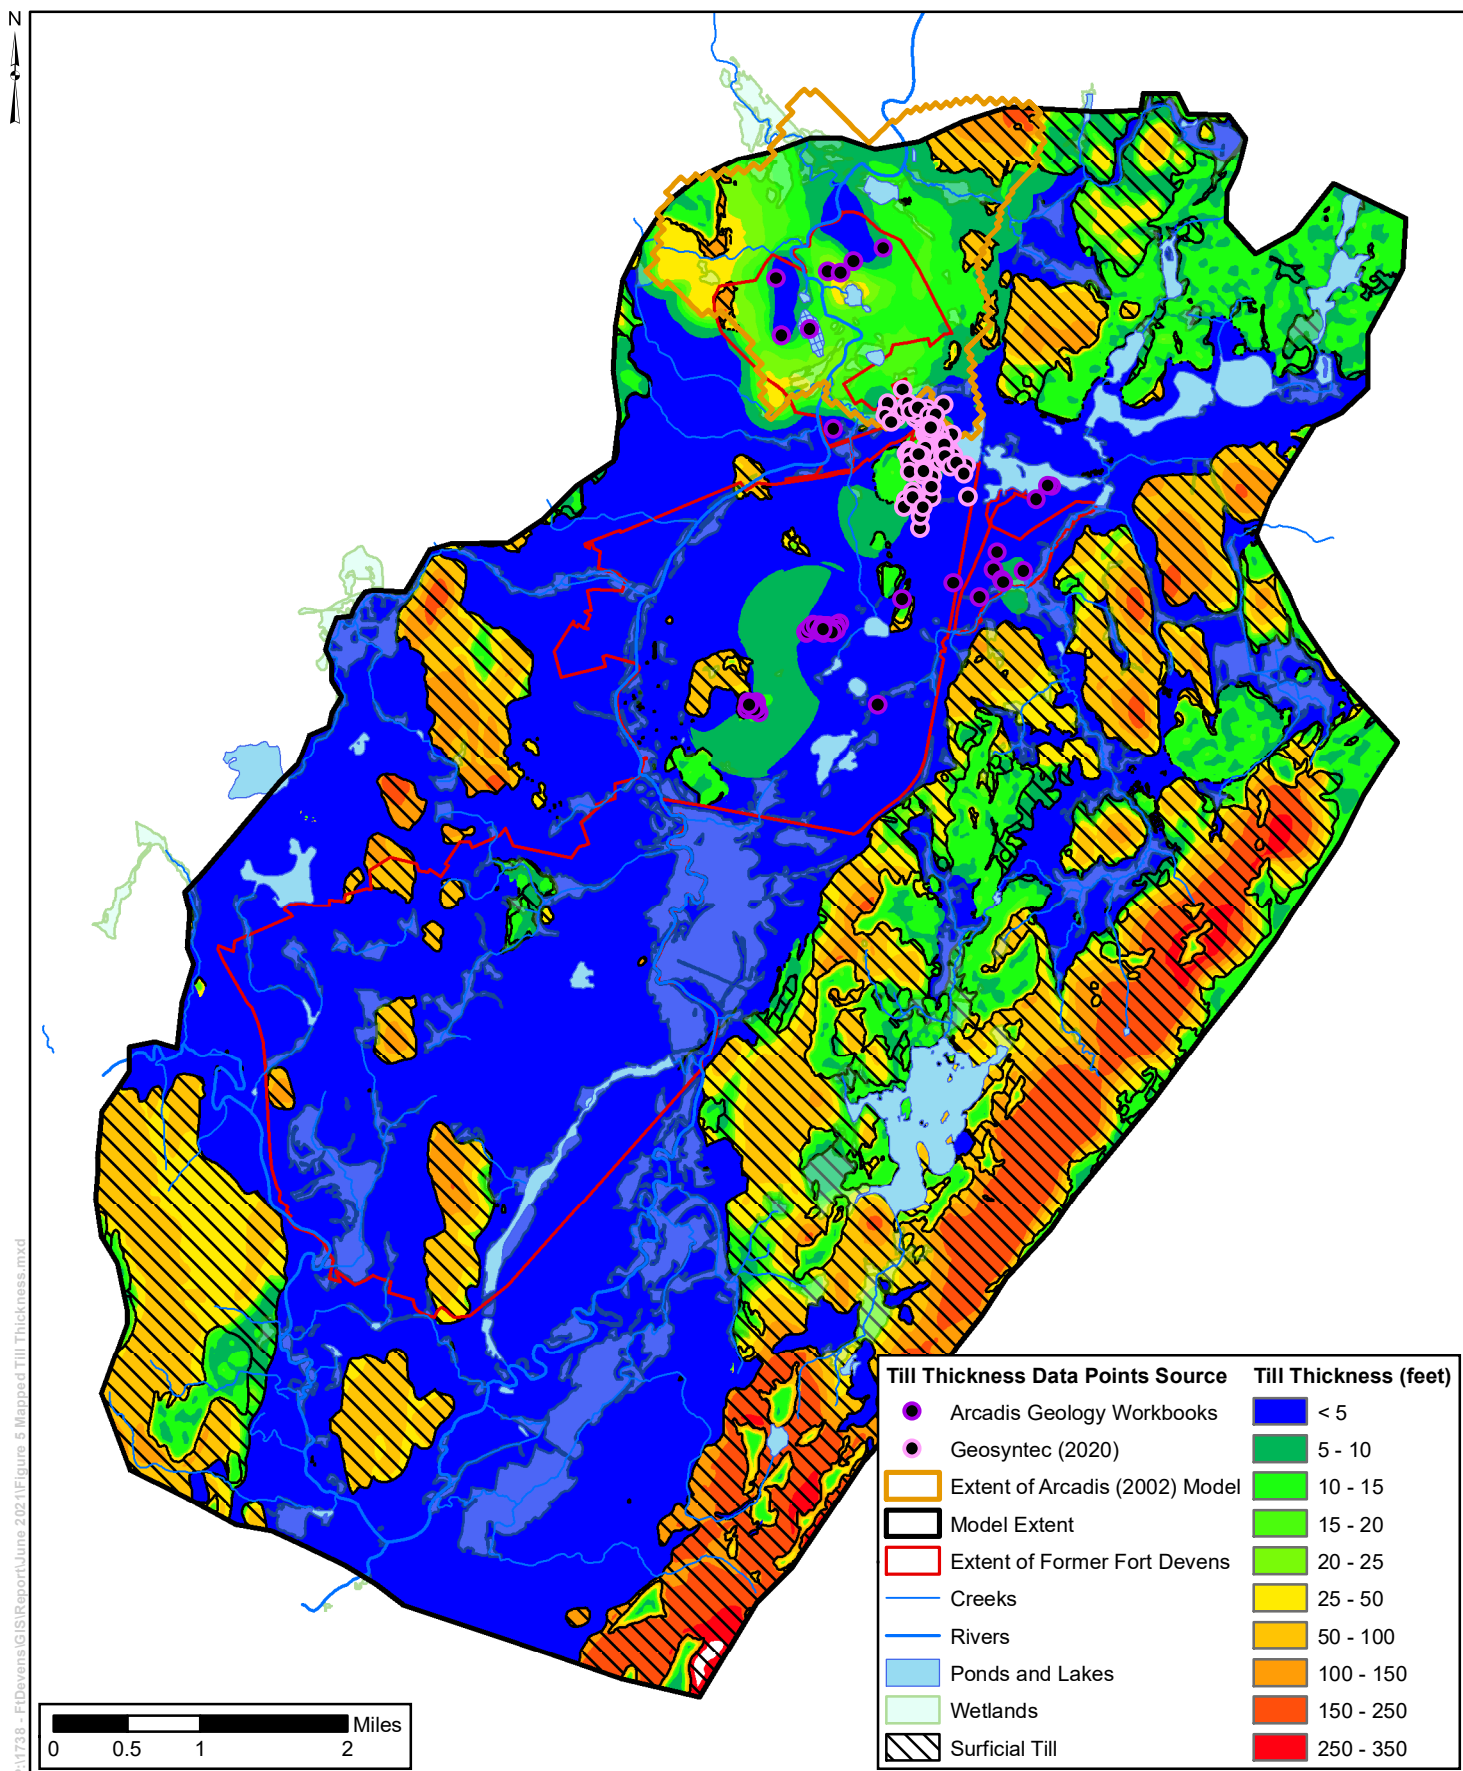 N
Till Thickness Data Points Source
Arcadis Geology Workbooks
Geosyntec (2020)
Extent of Arcadis (2002) Model
Model Extent
Extent of Former Fort Devens
Creeks
Rivers
Ponds and Lakes
Wetlands
Surficial Till
Till Thickness (feet)
< 5
5 - 10
10 - 15
15 - 20
20 - 25
25 - 50
50 - 100
100 - 150
150 - 250
250 - 350
Miles
0 0.5 1 2
:\1738 - FtDevens\GIS\Report\June 2021\Figure 5 Mapped Till Thickness.mxd